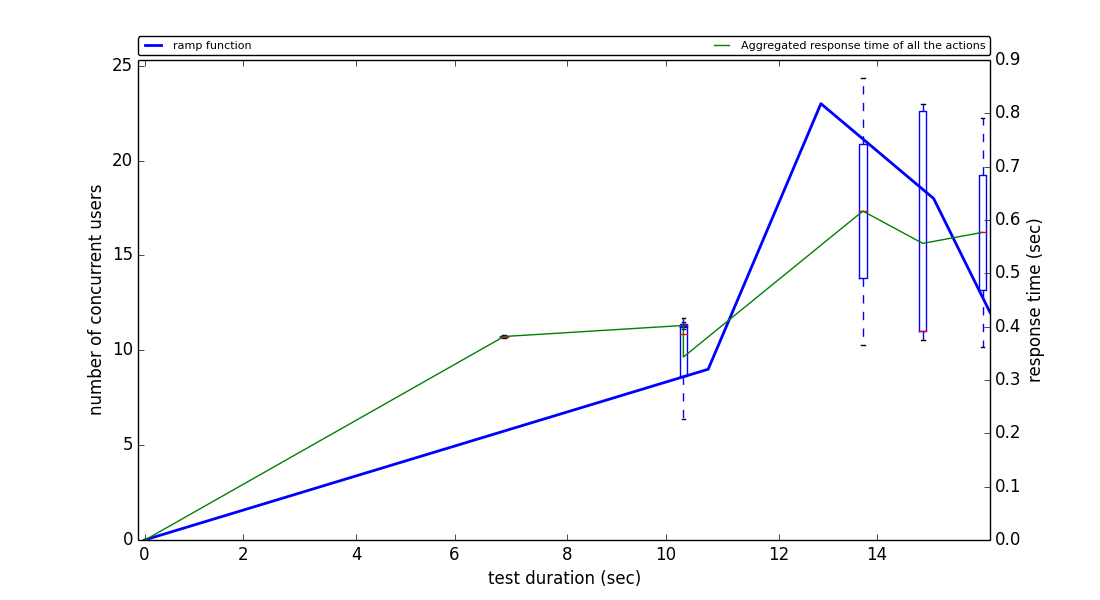 ramp function
Aggregated response time of all the actions
25
20
15
10
5
0
number of concurrent users
0.9
0.8
0.7
0.6
0.5
0.4
0.3
0.2
0.1
0.0
response time (sec)
0 2 4 6 8 10 12 14
test duration (sec)